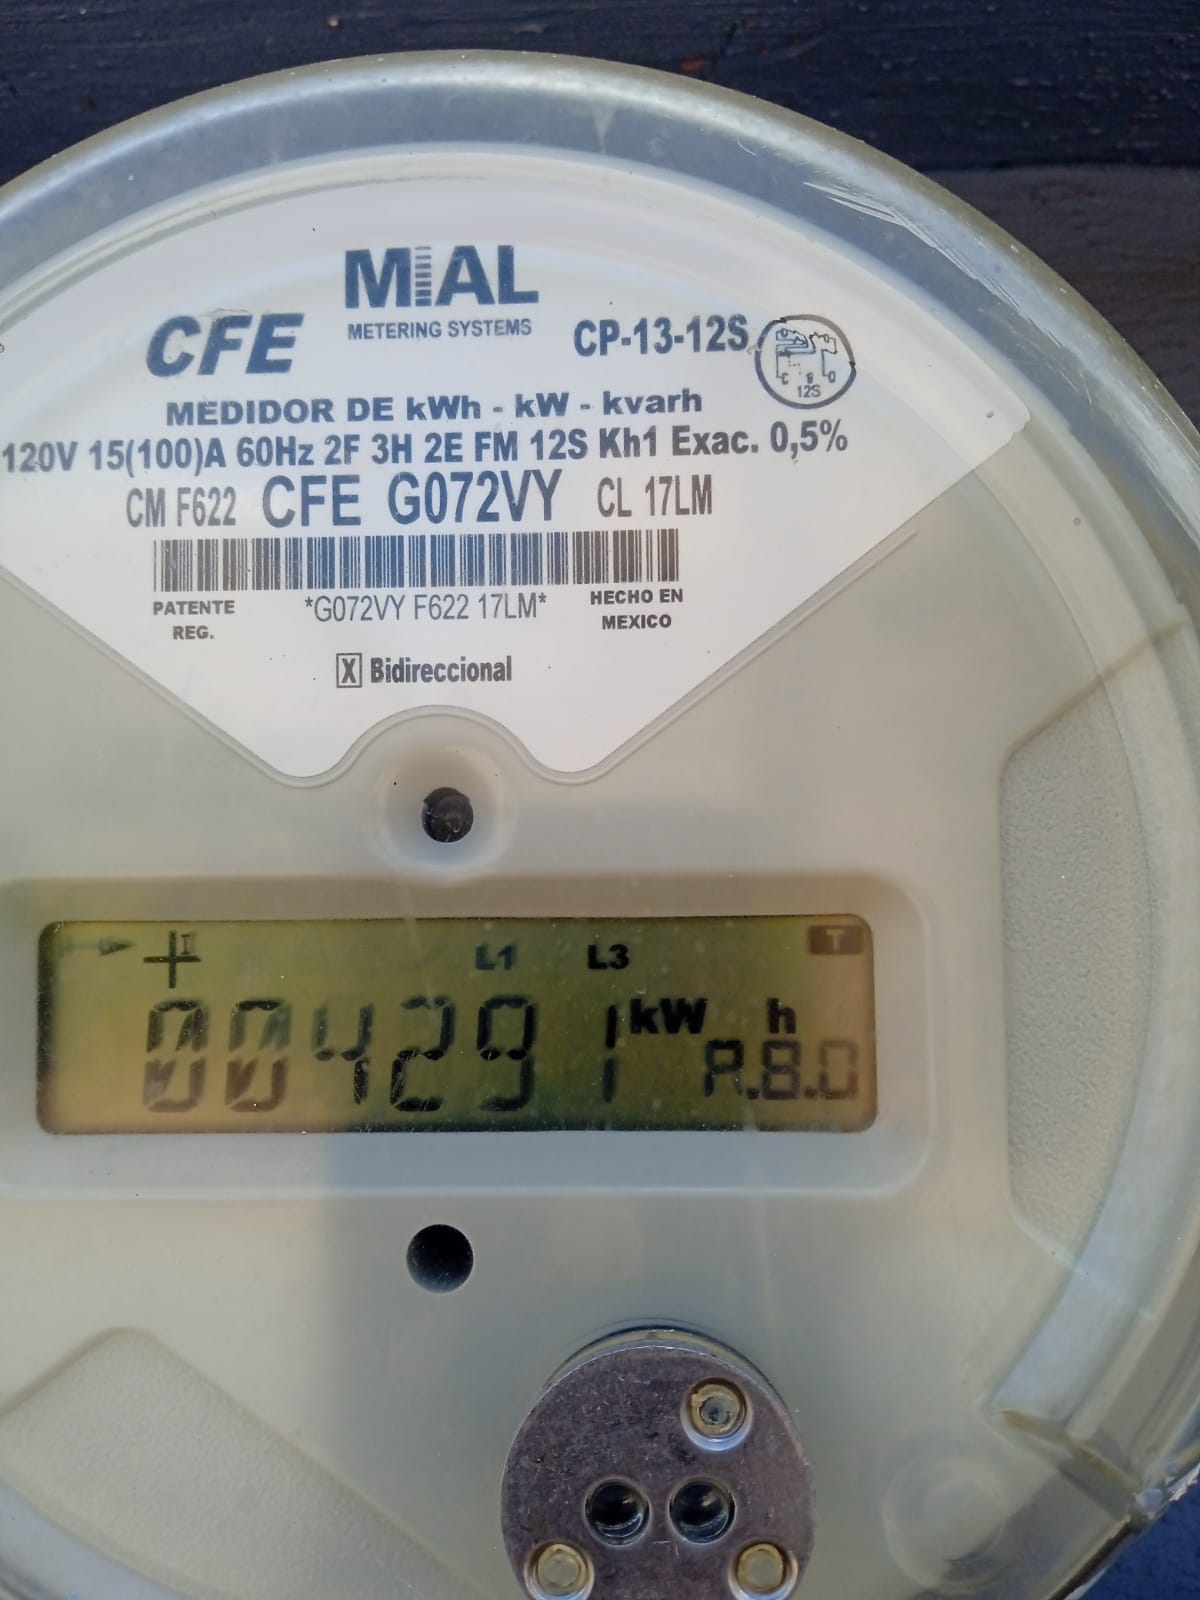 MIAL
METERING SYSTEMS
CFE
CP-13-12S
12S
MEDIDOR DE kWh - kW - kvarh
120V 15(100)A 60Hz 2F 3H 2E FM 12S Kh1 Exac. 0,5%
CM F622 CFE G072VY CL 17LM
*G072VY F622 17LM*
PATENTE
REG.
HECHO EN
MEXICO
X Bidireccional
L1 L3 T
004291 kW h